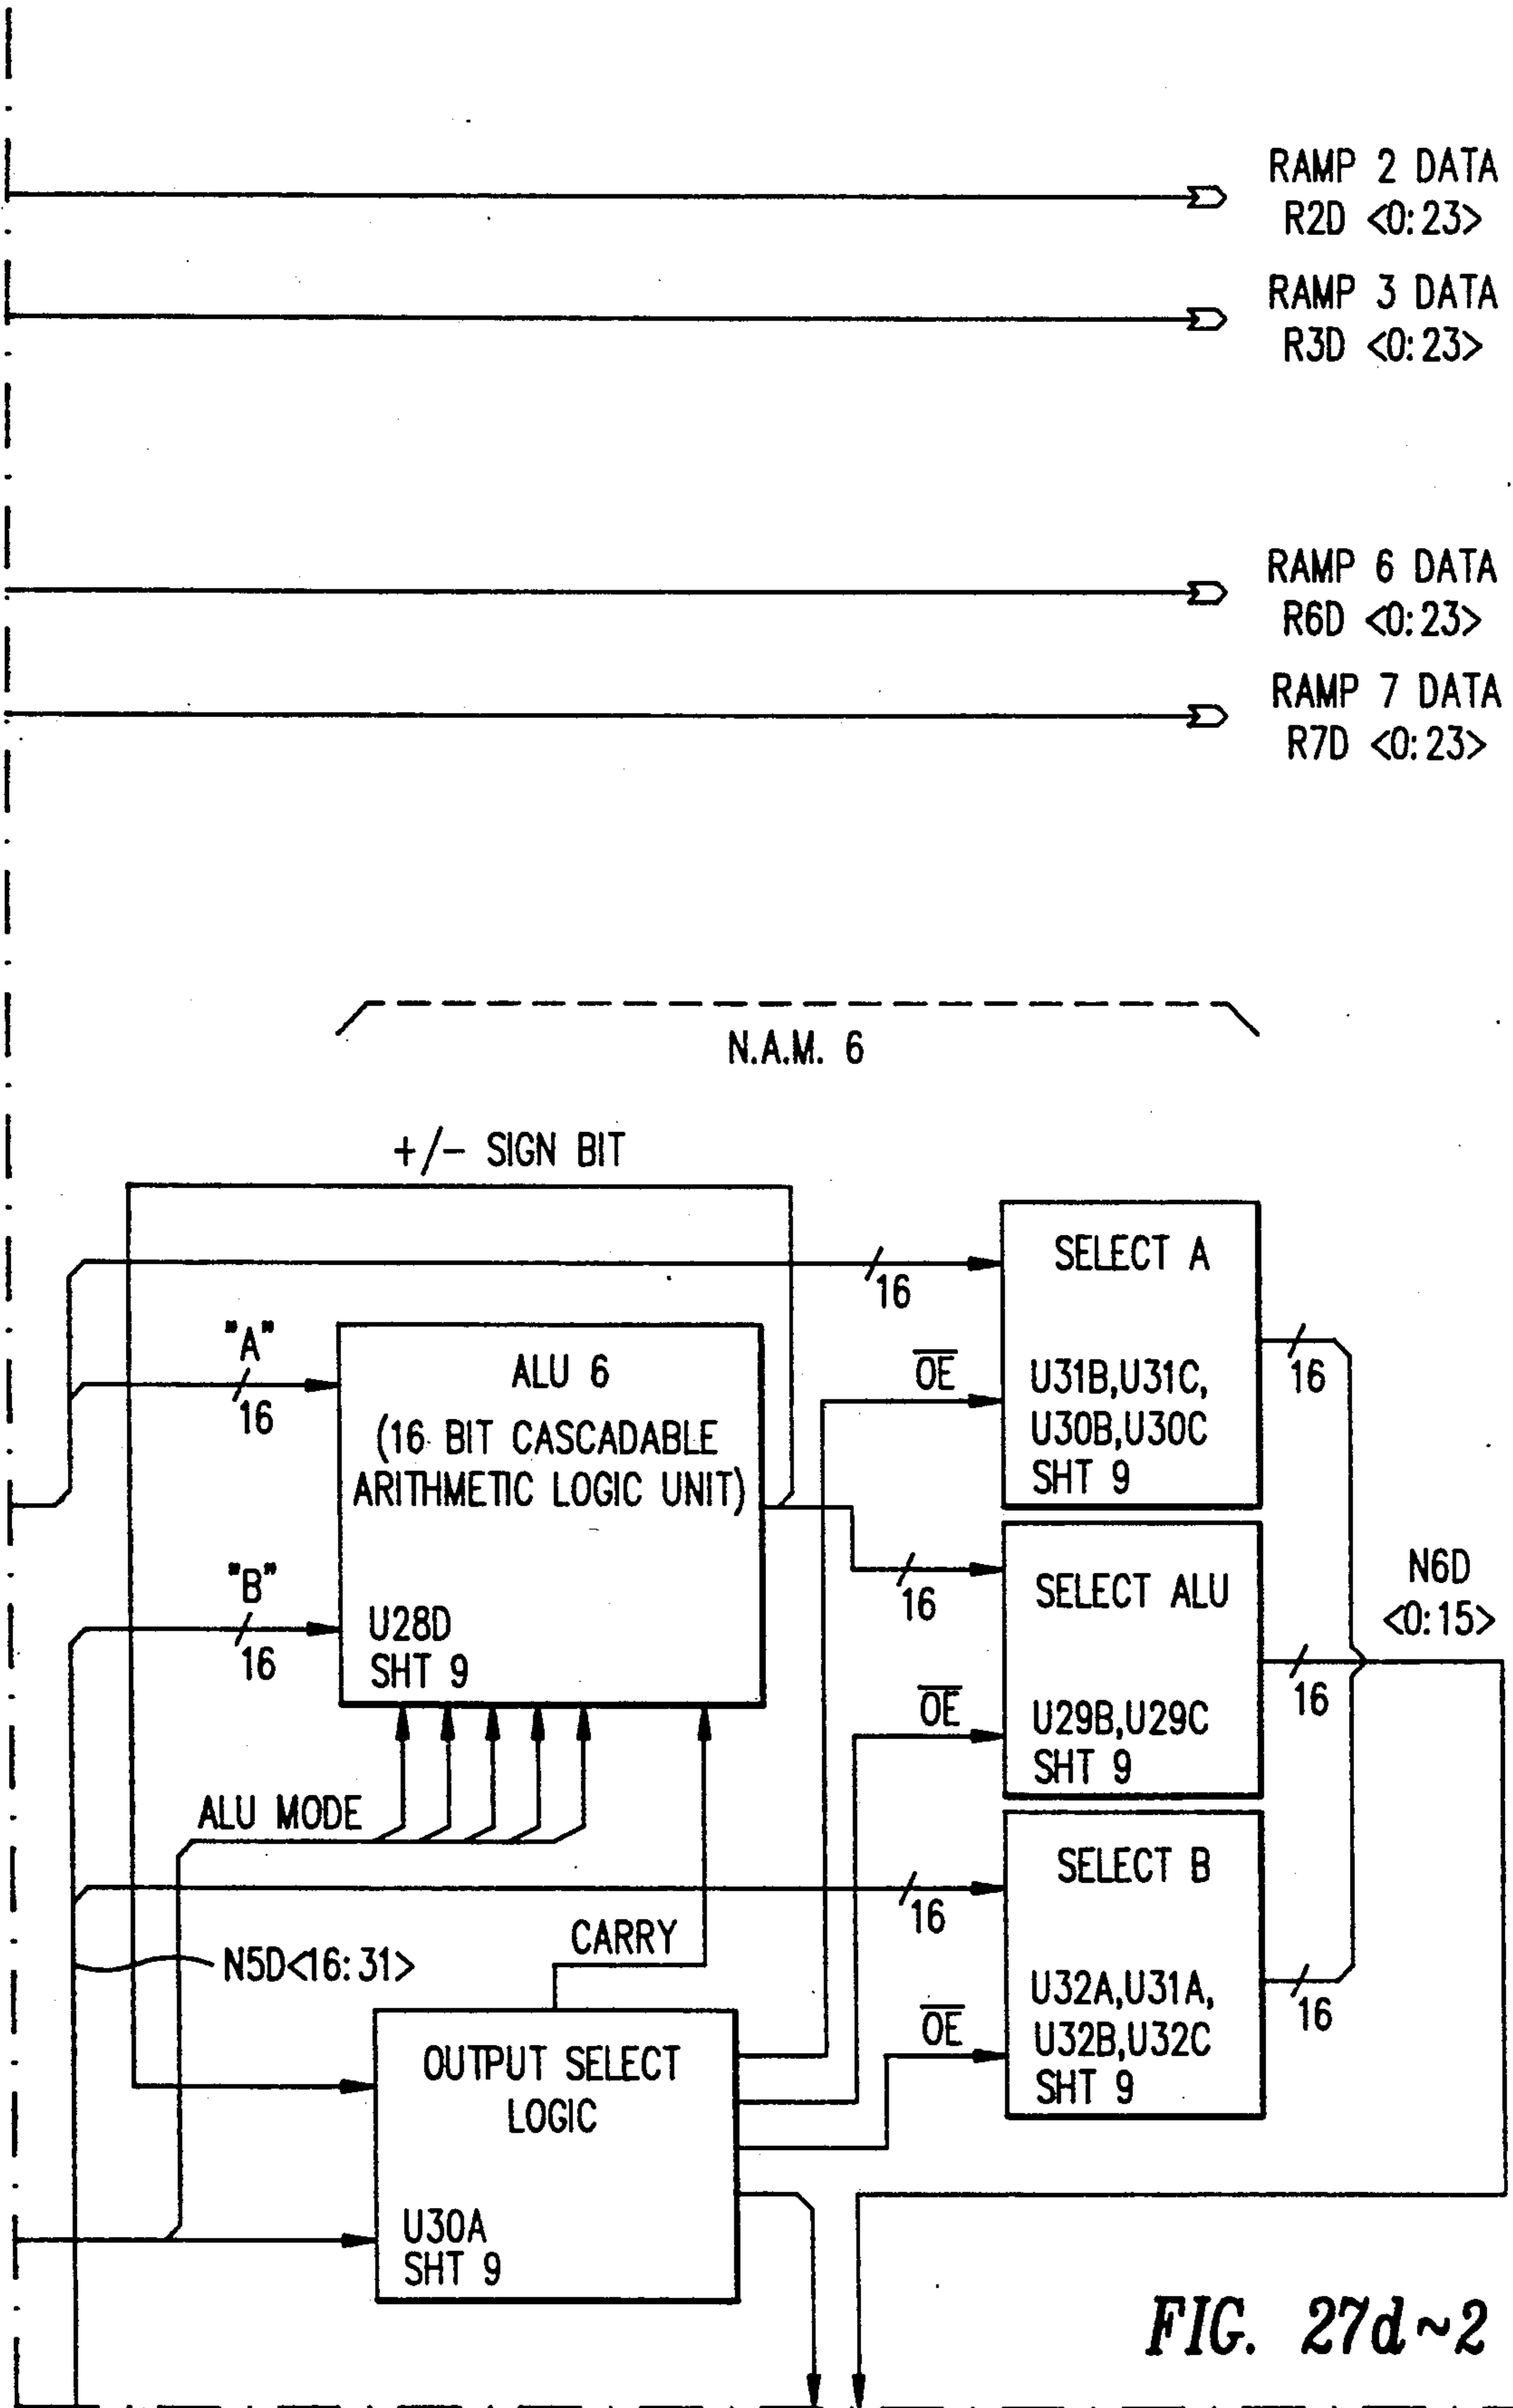 RAMP 2 DATA
R2D <0:23>
RAMP 3 DATA
R3D <0:23>
RAMP 6 DATA
R6D <0:23>
RAMP 7 DATA
R7D <0:23>
N.A.M. 6
+/- SIGN BIT
SELECT A
16
"A"
16
ALU 6
(16 BIT CASCADABLE
ARITHMETIC LOGIC UNIT)
U28D
SHT 9
OE
U31B,U31C,
U30B,U30C
SHT 9
16
"B"
16
16
SELECT ALU
N6D
<0:15>
OE
U29B,U29C
SHT 9
16
ALU MODE
SELECT B
16
CARRY
N5D<16:31>
U32A,U31A,
U32B,U32C
SHT 9
OE
16
OUTPUT SELECT
LOGIC
U30A
SHT 9
FIG. 27d~2